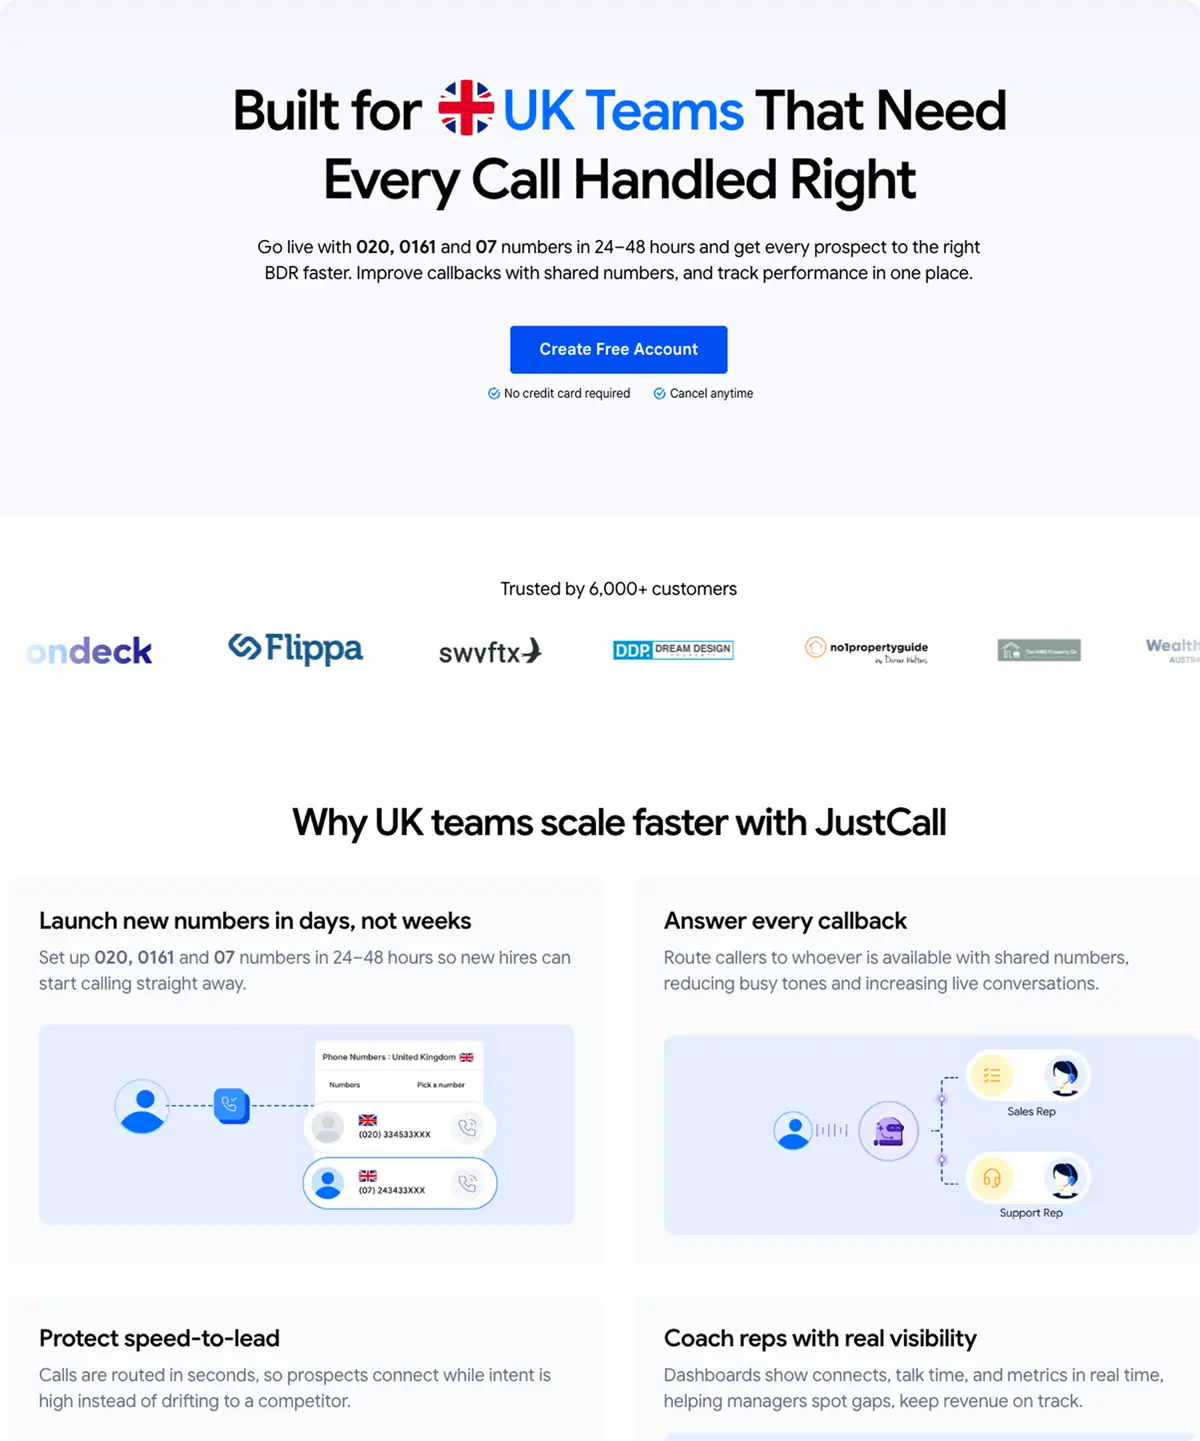 Built for UK Teams That Need
Every Call Handled Right
Go live with 020, 0161 and 07 numbers in 24–48 hours and get every prospect to the right
BDR faster. Improve callbacks with shared numbers, and track performance in one place.
Create Free Account
No credit card required Cancel anytime
Trusted by 6,000+ customers
ondeck Flippa swvftx DDP. DREAM DESIGN PROPERTY no1propertyguide by Darren Walters Wealth
AUSTRA
Why UK teams scale faster with JustCall
Launch new numbers in days, not weeks
Set up 020, 0161 and 07 numbers in 24–48 hours so new hires can
start calling straight away.
Phone Numbers : United Kingdom
Numbers Pick a number
(020) 334533XXX
(07) 243433XXX
Answer every callback
Route callers to whoever is available with shared numbers,
reducing busy tones and increasing live conversations.
Sales Rep
Support Rep
Protect speed-to-lead
Calls are routed in seconds, so prospects connect while intent is
high instead of drifting to a competitor.
Coach reps with real visibility
Dashboards show connects, talk time, and metrics in real time,
helping managers spot gaps, keep revenue on track.